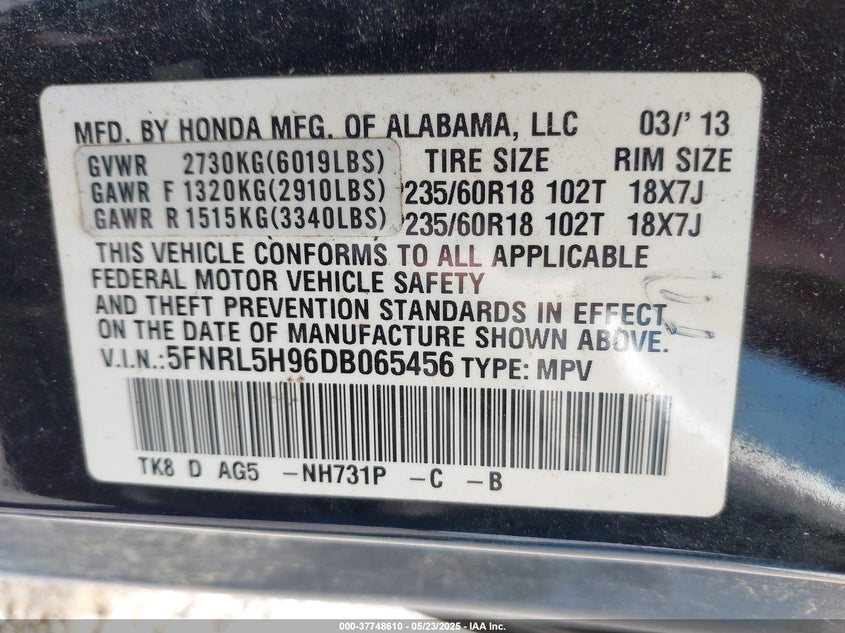 MFD. BY HONDA MFG. OF ALABAMA, LLC 03/' 13
GVWR 2730KG(6019LBS) TIRE SIZE RIM SIZE
GAWR F 1320KG(2910LBS) P235/60R18 102T 18X7J
GAWR R 1515KG(3340LBS) P235/60R18 102T 18X7J
THIS VEHICLE CONFORMS TO ALL APPLICABLE
FEDERAL MOTOR VEHICLE SAFETY
AND THEFT PREVENTION STANDARDS IN EFFECT
ON THE DATE OF MANUFACTURE SHOWN ABOVE.
V.I.N.:5FNRL5H96DB065456 TYPE: MPV
TK8 D AG5 -NH731P -C -B
000-37748610 - 05/23/2025 - IAA Inc.